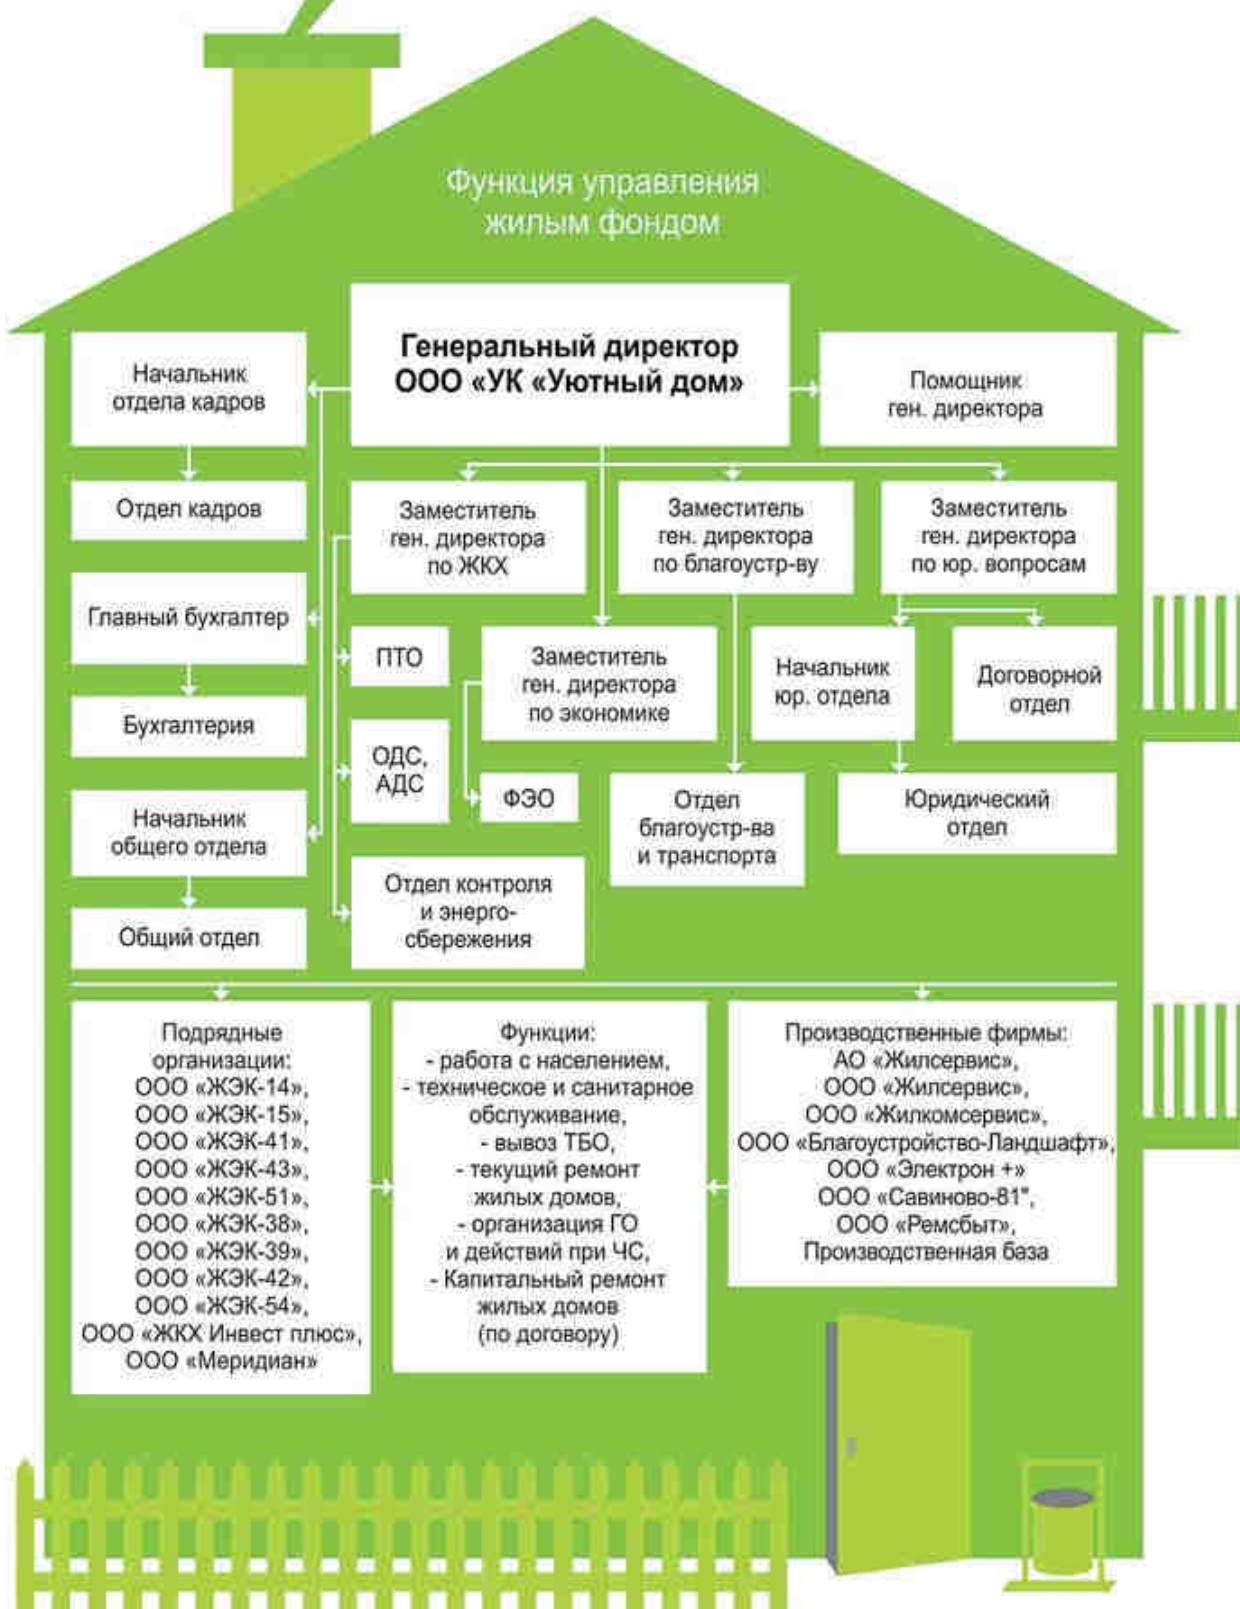 Функция управления
жилым фондом
Генеральный директор
ООО «УК «Уютный дом»
Начальник
отдела кадров
Помощник
ген. директора
Отдел кадров
Заместитель
ген. директора
по ЖКХ
Заместитель
ген. директора
по благоустр-ву
Заместитель
ген. директора
по юр. вопросам
Главный бухгалтер
ПТО
Заместитель
ген. директора
по экономике
Начальник
юр. отдела
Договорной
отдел
Бухгалтерия
ОДС,
АДС
ФЭО
Отдел
благоустр-ва
и транспорта
Юридический
отдел
Начальник
общего отдела
Отдел контроля
и энерго-
сбережения
Общий отдел
Подрядные
организации:
ООО «ЖЭК-14»,
ООО «ЖЭК-15»,
ООО «ЖЭК-41»,
ООО «ЖЭК-43»,
ООО «ЖЭК-51»,
ООО «ЖЭК-38»,
ООО «ЖЭК-39»,
ООО «ЖЭК-42»,
ООО «ЖЭК-54»,
ООО «ЖКХ Инвест плюс»,
ООО «Меридиан»
Функции:
- работа с населением,
- техническое и санитарное
обслуживание,
- вывоз ТБО,
- текущий ремонт
жилых домов,
- организация ГО
и действий при ЧС,
- Капитальный ремонт
жилых домов
(по договору)
Производственные фирмы:
АО «Жилсервис»,
ООО «Жилсервис»,
ООО «Жилкомсервис»,
ООО «Благоустройство-Ландшафт»,
ООО «Электрон +»
ООО «Савиново-81",
ООО «Ремсбыт»,
Производственная база